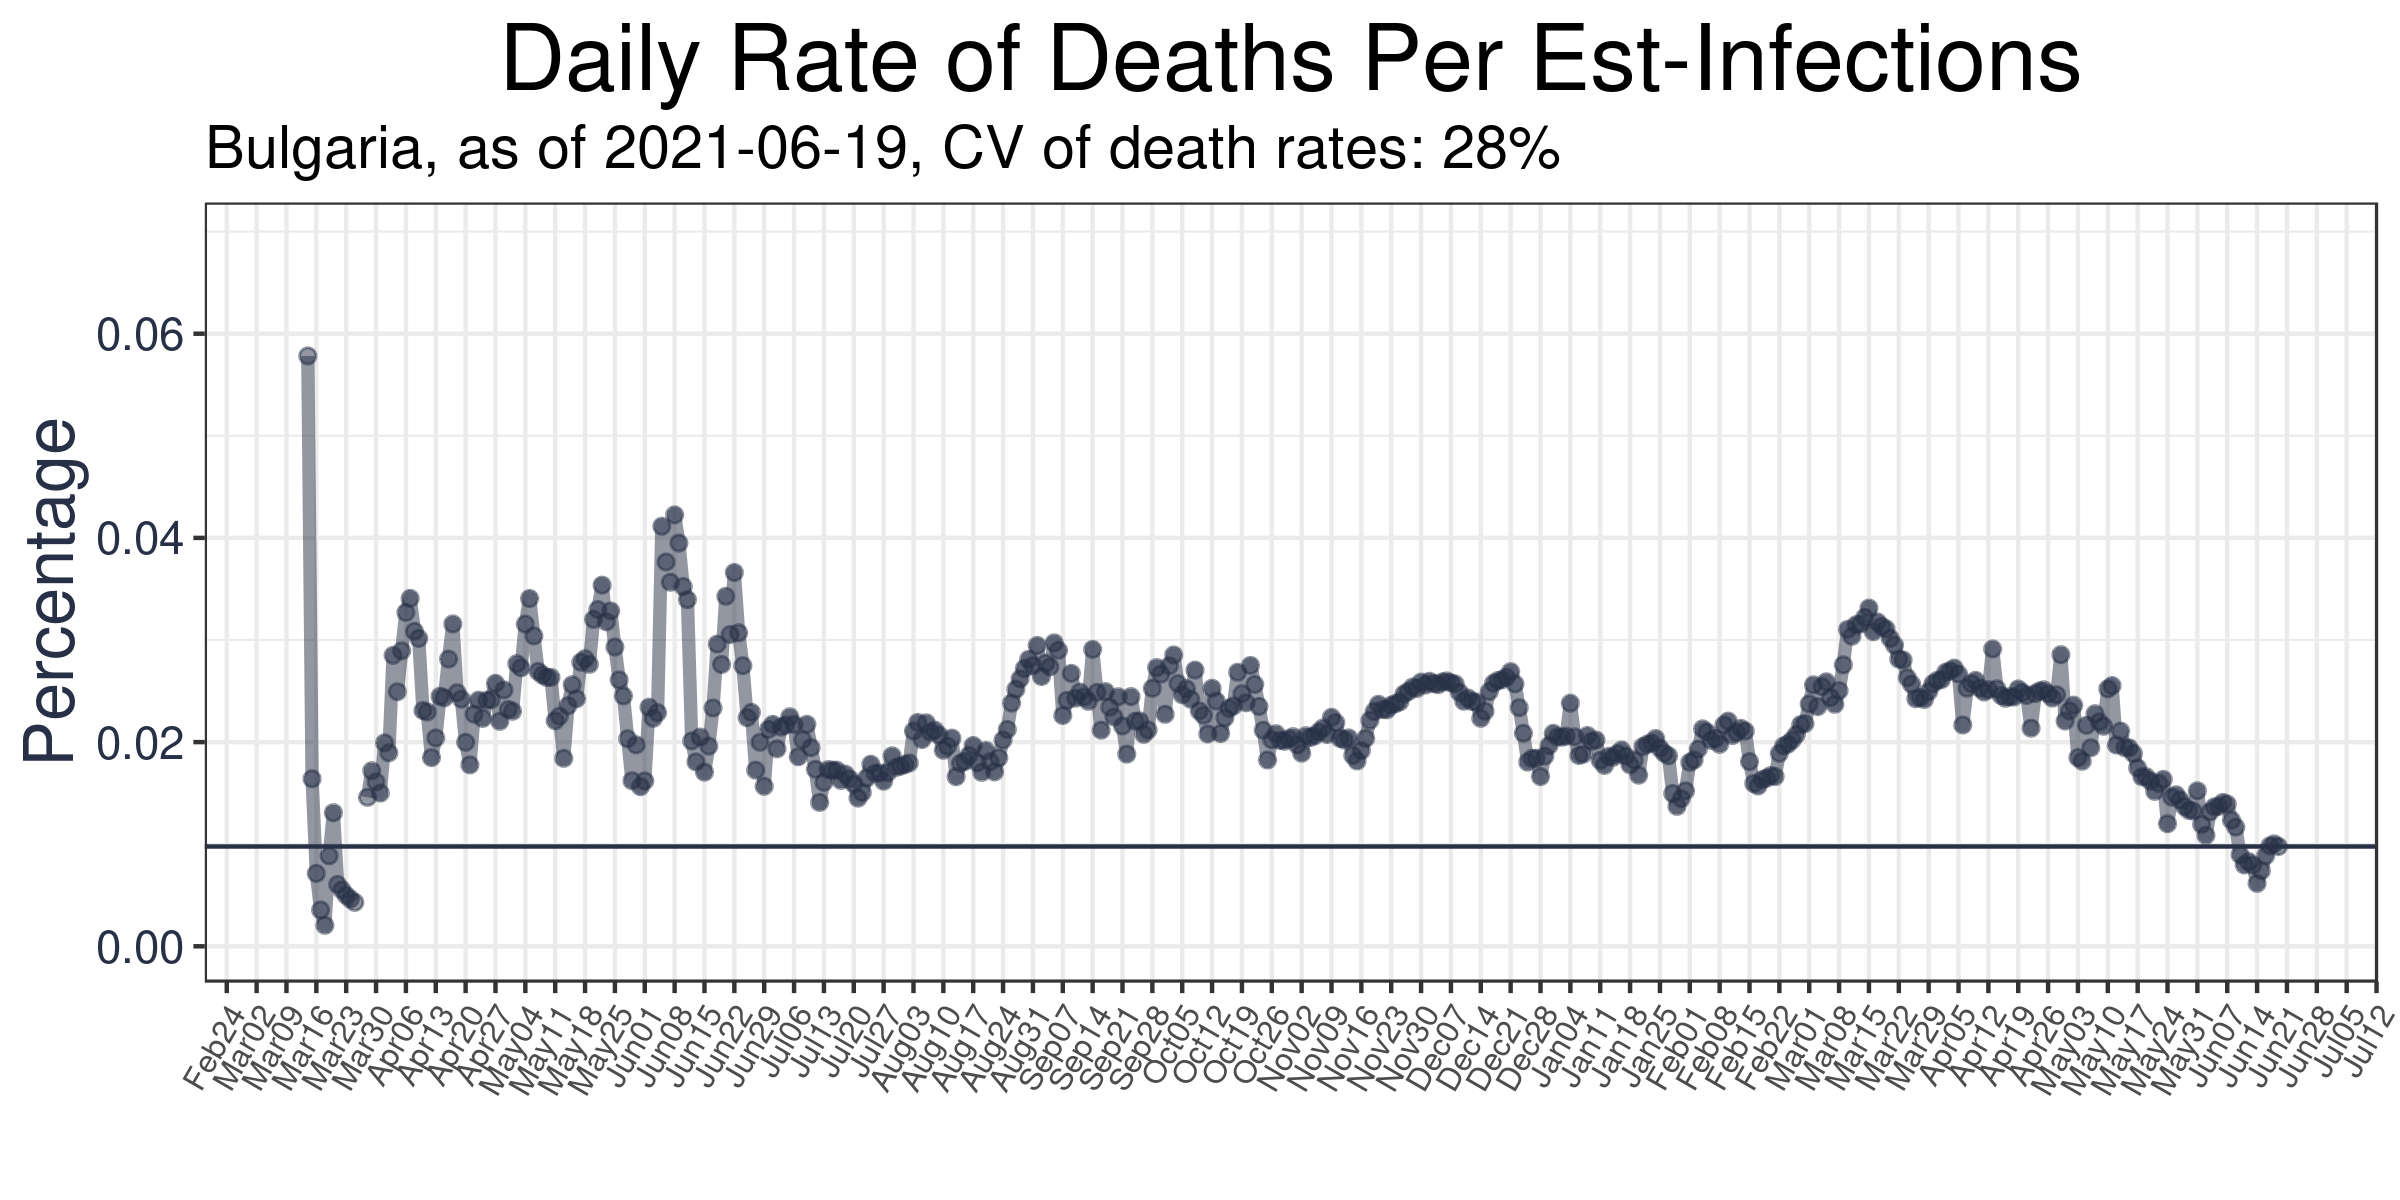 Daily Rate of Deaths Per Est-Infections
Bulgaria, as of 2021-06-19, CV of death rates: 28%
Percentage
0.06
0.04
0.02
0.00
Feb24
Mar02
Mar09
Mar16
Mar23
Mar30
Apr06
Apr13
Apr20
Apr27
May04
May11
May18
May25
Jun01
Jun08
Jun15
Jun22
Jun29
Jul06
Jul13
Jul20
Jul27
Aug03
Aug10
Aug17
Aug24
Aug31
Sep07
Sep14
Sep21
Sep28
Oct05
Oct12
Oct19
Oct26
Nov02
Nov09
Nov16
Nov23
Nov30
Dec07
Dec14
Dec21
Dec28
Jan04
Jan11
Jan18
Jan25
Feb01
Feb08
Feb15
Feb22
Mar01
Mar08
Mar15
Mar22
Mar29
Apr05
Apr12
Apr19
Apr26
May03
May10
May17
May24
May31
Jun07
Jun14
Jun21
Jun28
Jul05
Jul12